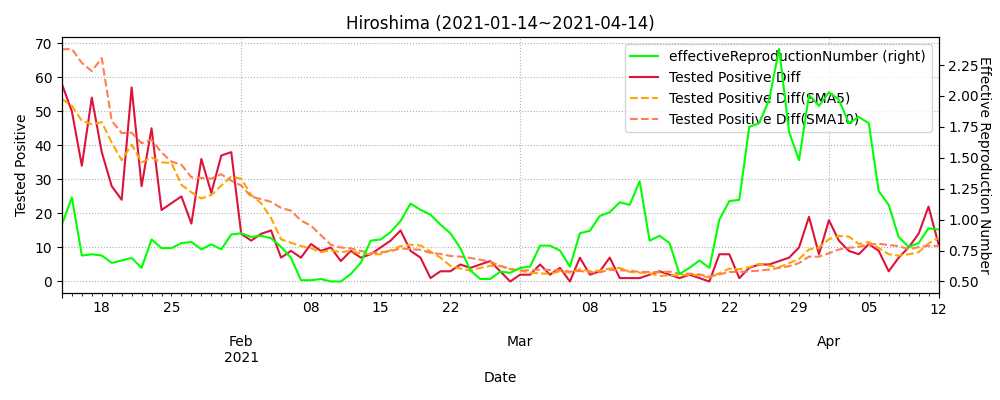 Hiroshima (2021-01-14~2021-04-14)
effectiveReproductionNumber (right)
Tested Positive Diff
Tested Positive Diff(SMA5)
Tested Positive Diff(SMA10)
Tested Positive
70
60
50
40
30
20
10
0
2.25
2.00
1.75
1.50
1.25
1.00
0.75
0.50
Effective Reproduction Number
18 25 08 15 22 08 15 22 29 05 12
Feb Mar Apr
2021
Date